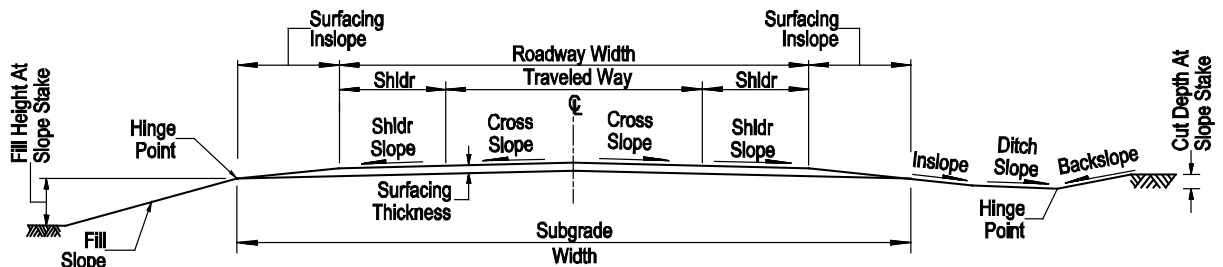 Surfacing
Inslope
Surfacing
Inslope
Roadway Width
Shldr
Traveled Way
Shldr
Fill Height At
Slope Stake
Hinge
Point
Shldr
Slope
Cross
Slope
℄
Cross
Slope
Shldr
Slope
Inslope
Ditch
Slope
Backslope
Cut Depth At
Slope Stake
Surfacing
Thickness
Hinge
Point
Fill
Slope
Subgrade
Width